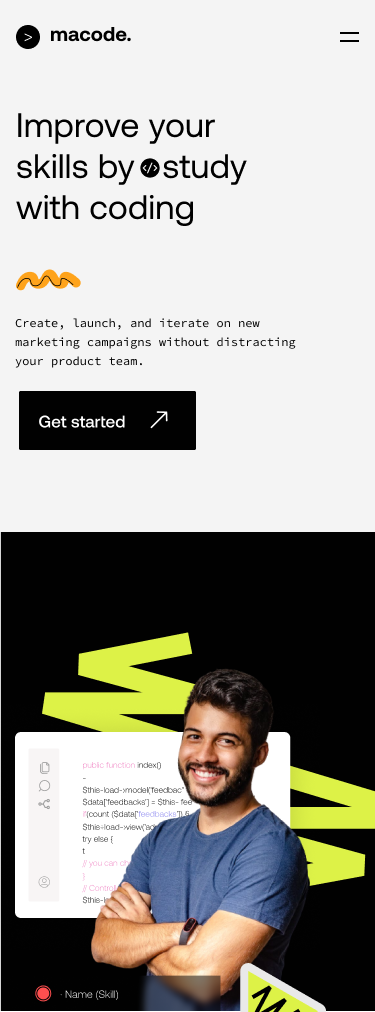 > macode.
Improve your
skills by </> study
with coding
Create, launch, and iterate on new
marketing campaigns without distracting
your product team.
Get started
public function index()
$this-load->model('feedbac
$data['feedbacks'] = $this- fee
(count ($data['feedbacks'])
$this=load->view('ad
try else {
t
// you can ch
}
// Control
$this-l
· Name (Skill)